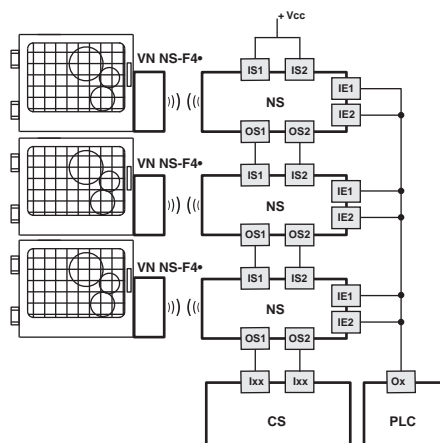 + Vcc
VN NS-F4•
IS1 IS2
IE1
NS
IE2
OS1 OS2
VN NS-F4•
IS1 IS2
IE1
NS
IE2
OS1 OS2
VN NS-F4•
IS1 IS2
IE1
NS
IE2
OS1 OS2
Ixx Ixx Ox
CS PLC